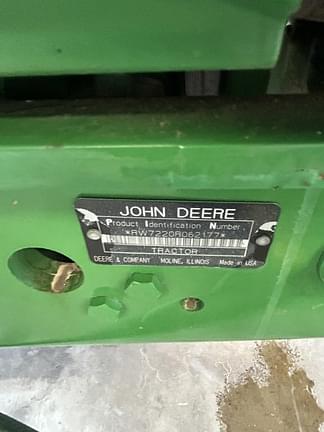 JOHN DEERE
Product Identification Number
*RW7220R062177*
TRACTOR
DEERE & COMPANY MOLINE, ILLINOIS Made in USA